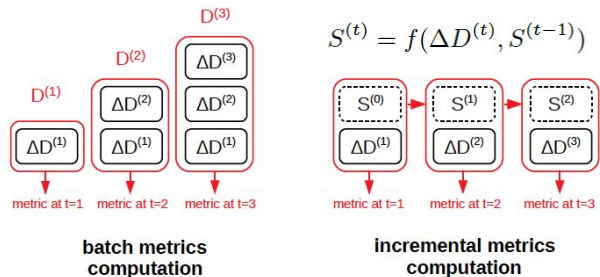 D(3)
D(2)
D(1)
ΔD(3)
ΔD(2)
ΔD(2)
ΔD(1)
ΔD(1)
ΔD(1)
metric at t=1
metric at t=2
metric at t=3
batch metrics
computation
S(t) = f(ΔD(t), S(t−1))
S(0)
S(1)
S(2)
ΔD(1)
ΔD(2)
ΔD(3)
metric at t=1
metric at t=2
metric at t=3
incremental metrics
computation